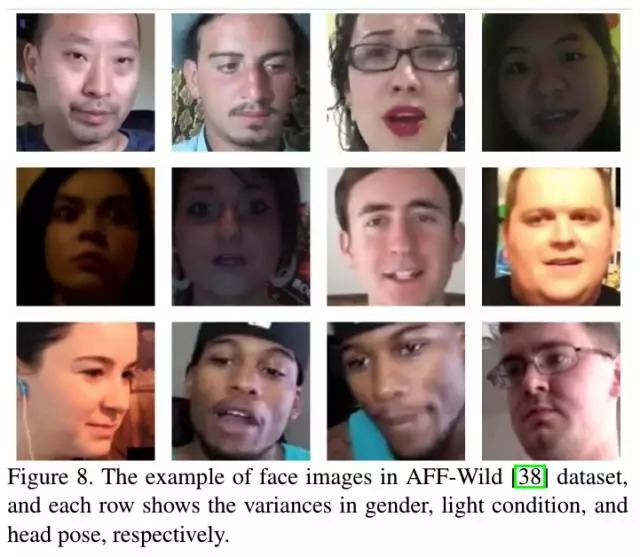 Figure 8. The example of face images in AFF-Wild [38] dataset,
and each row shows the variances in gender, light condition, and
head pose, respectively.